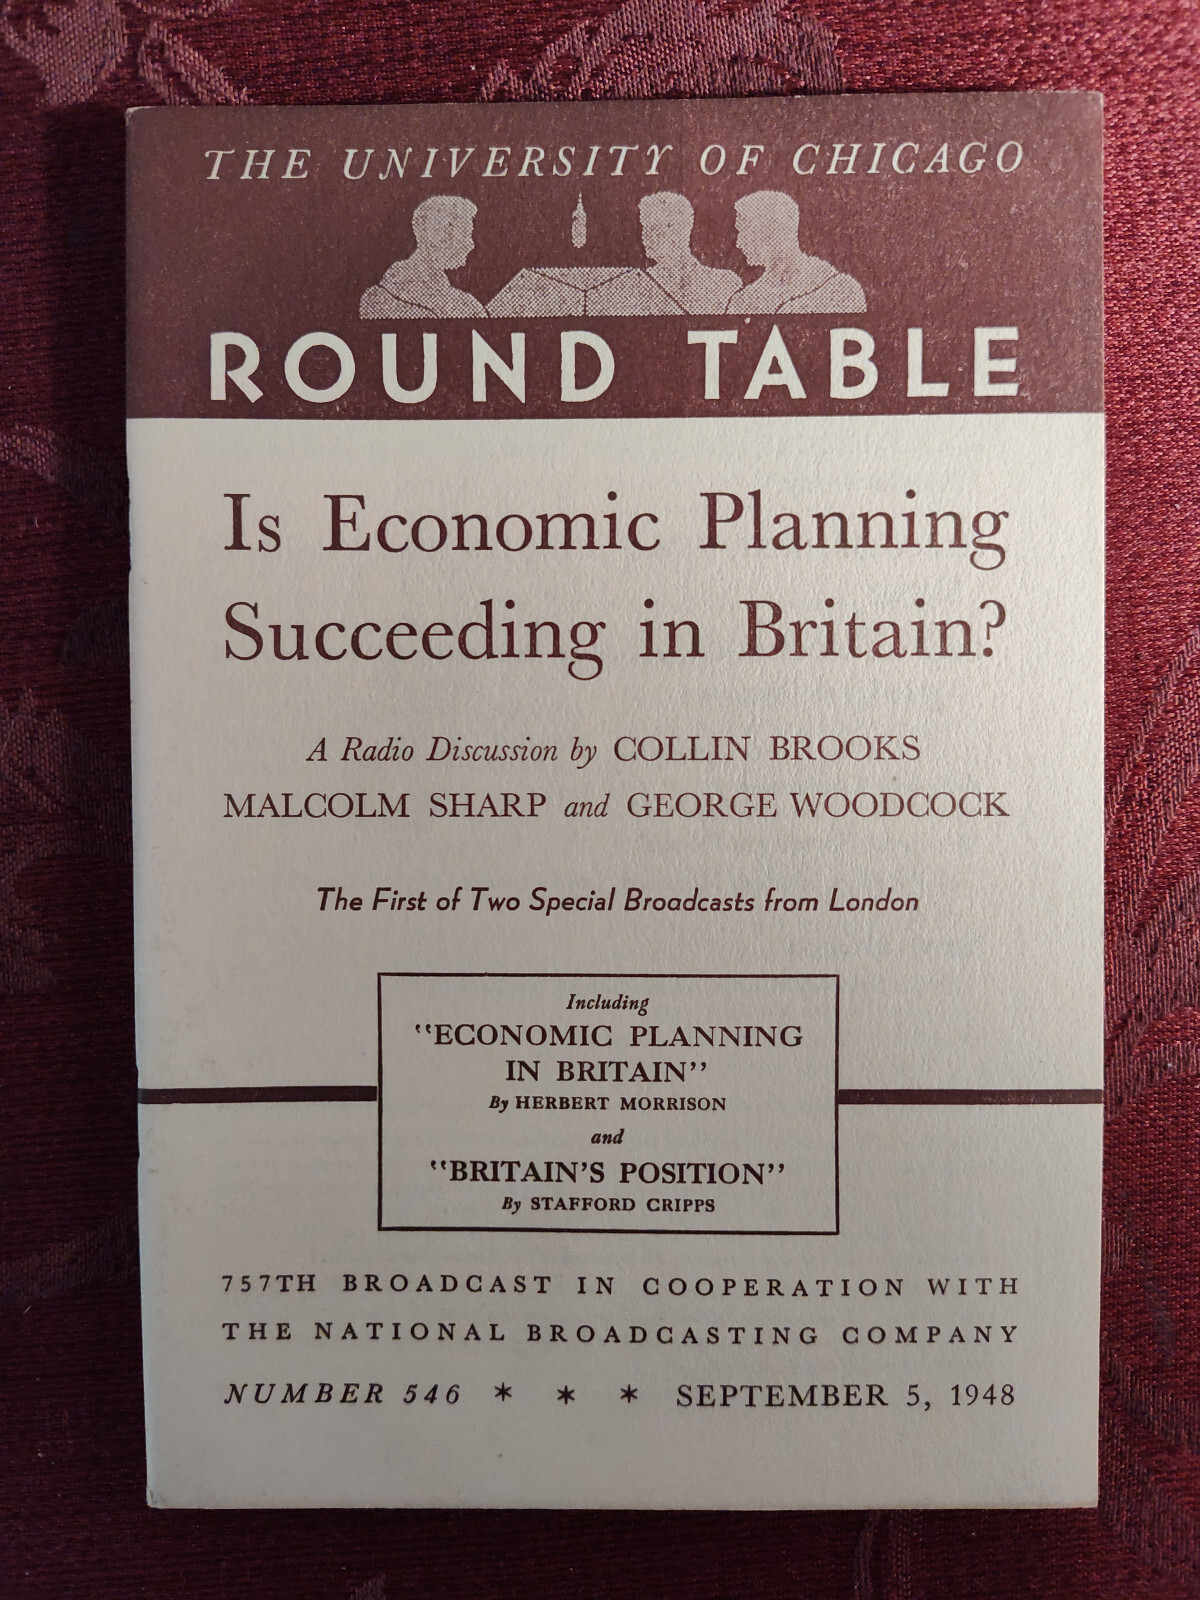 THE UNIVERSITY OF CHICAGO
ROUND TABLE
Is Economic Planning
Succeeding in Britain?
A Radio Discussion by COLLIN BROOKS
MALCOLM SHARP and GEORGE WOODCOCK
The First of Two Special Broadcasts from London
Including
"ECONOMIC PLANNING
IN BRITAIN"
By HERBERT MORRISON
and
"BRITAIN'S POSITION"
By STAFFORD CRIPPS
757TH BROADCAST IN COOPERATION WITH
THE NATIONAL BROADCASTING COMPANY
NUMBER 546 * * * SEPTEMBER 5, 1948